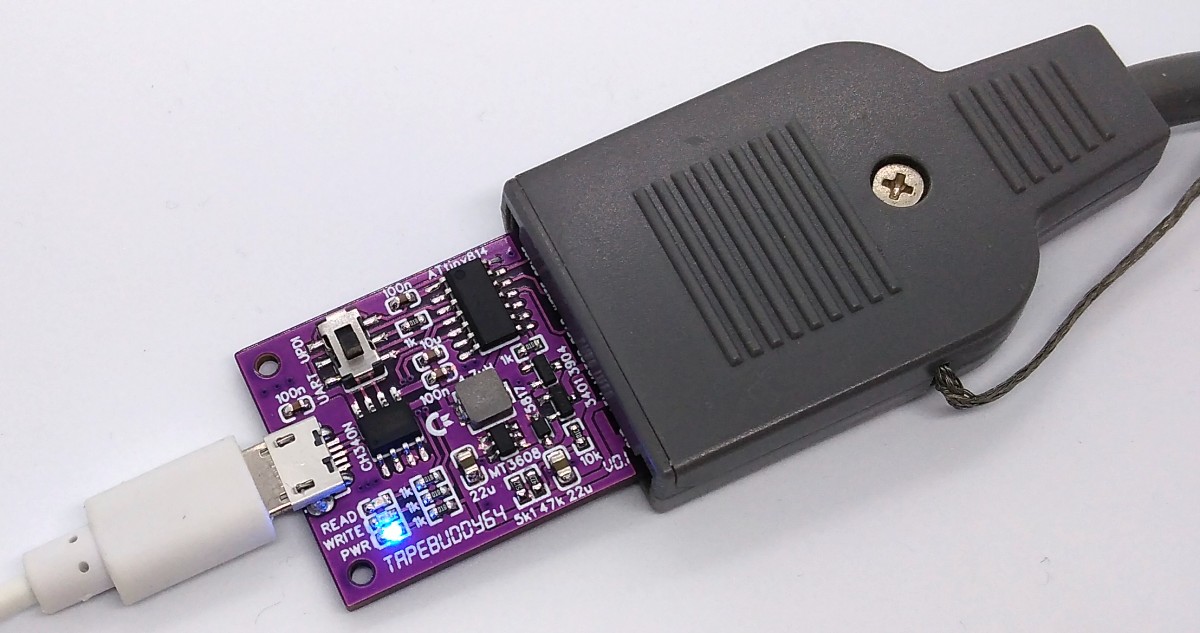 ATtiny814
100n
UPDI
UART
1k
10u
100n
1k
3401 3904
100n
CH340N
5817
MT3608
10k
V0.
22u
22u
5k1 47k
1k
1k
1k
READ
WRITE
PWR
TAPEBUDDY64